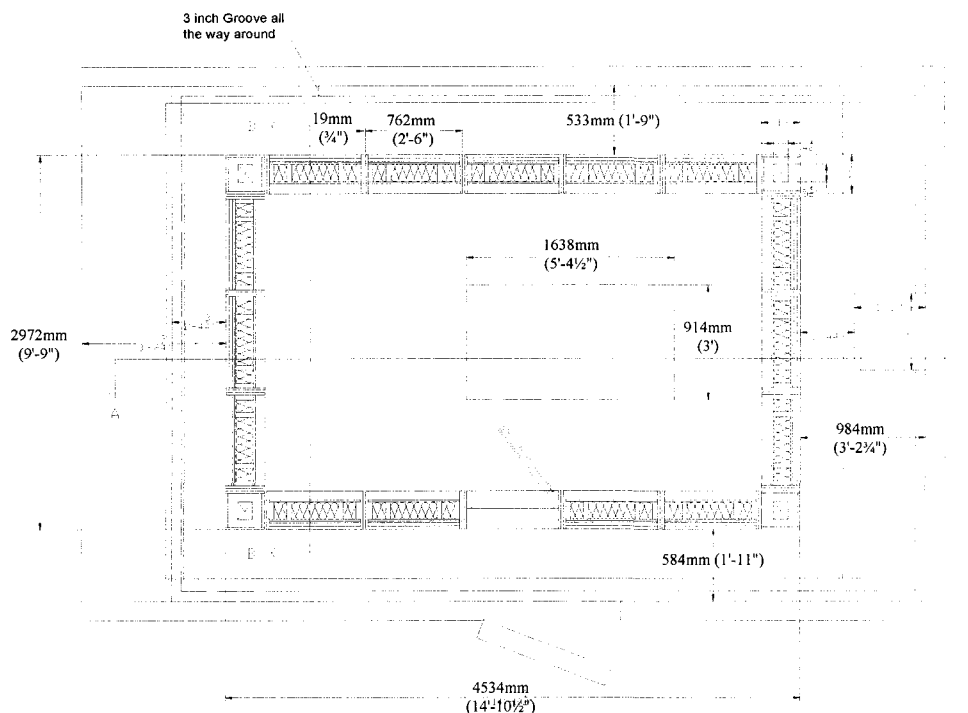 3 inch Groove all
the way around
19mm
(¾")
762mm
(2'-6")
533mm (1'-9")
1638mm
(5'-4½")
914mm
(3')
2972mm
(9'-9")
A
984mm
(3'-2¾")
584mm (1'-11")
4534mm
(14'-10½")